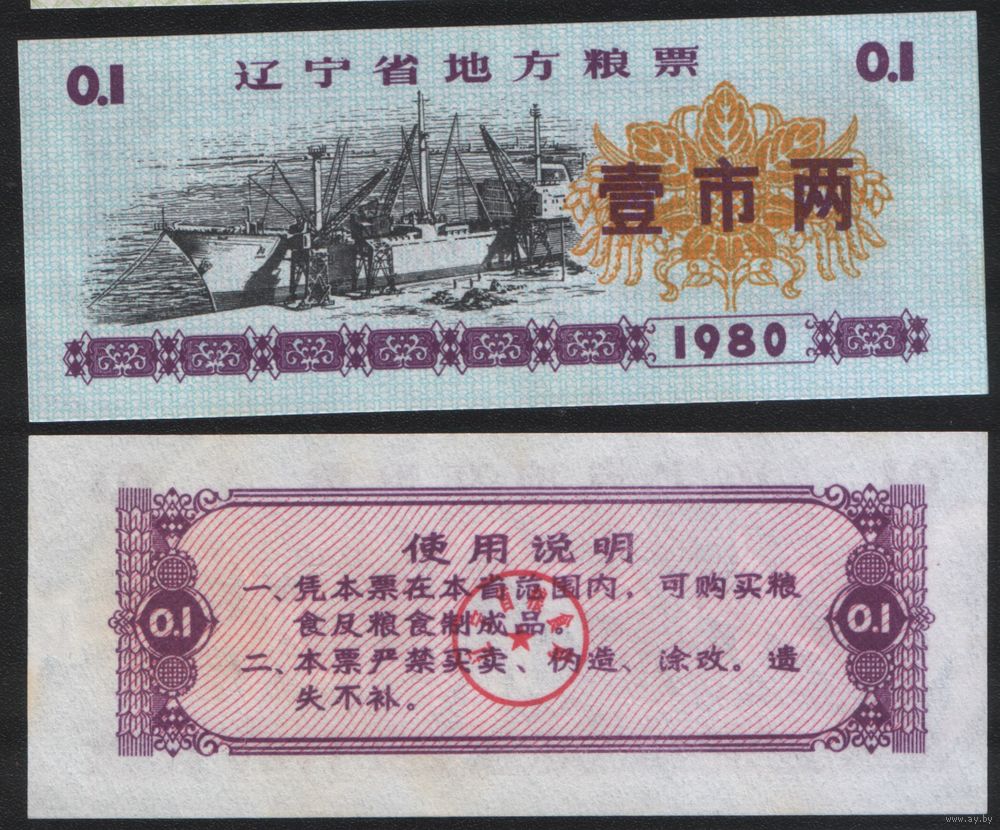 0.1 辽宁省地方粮票 0.1
壹市两
1980
使用说明
一、凭本票在本省范围内，可购买粮
食及粮食制成品。
二、本票严禁买卖、伪造、涂改。遗
失不补。
0.1 0.1
www.ay.by